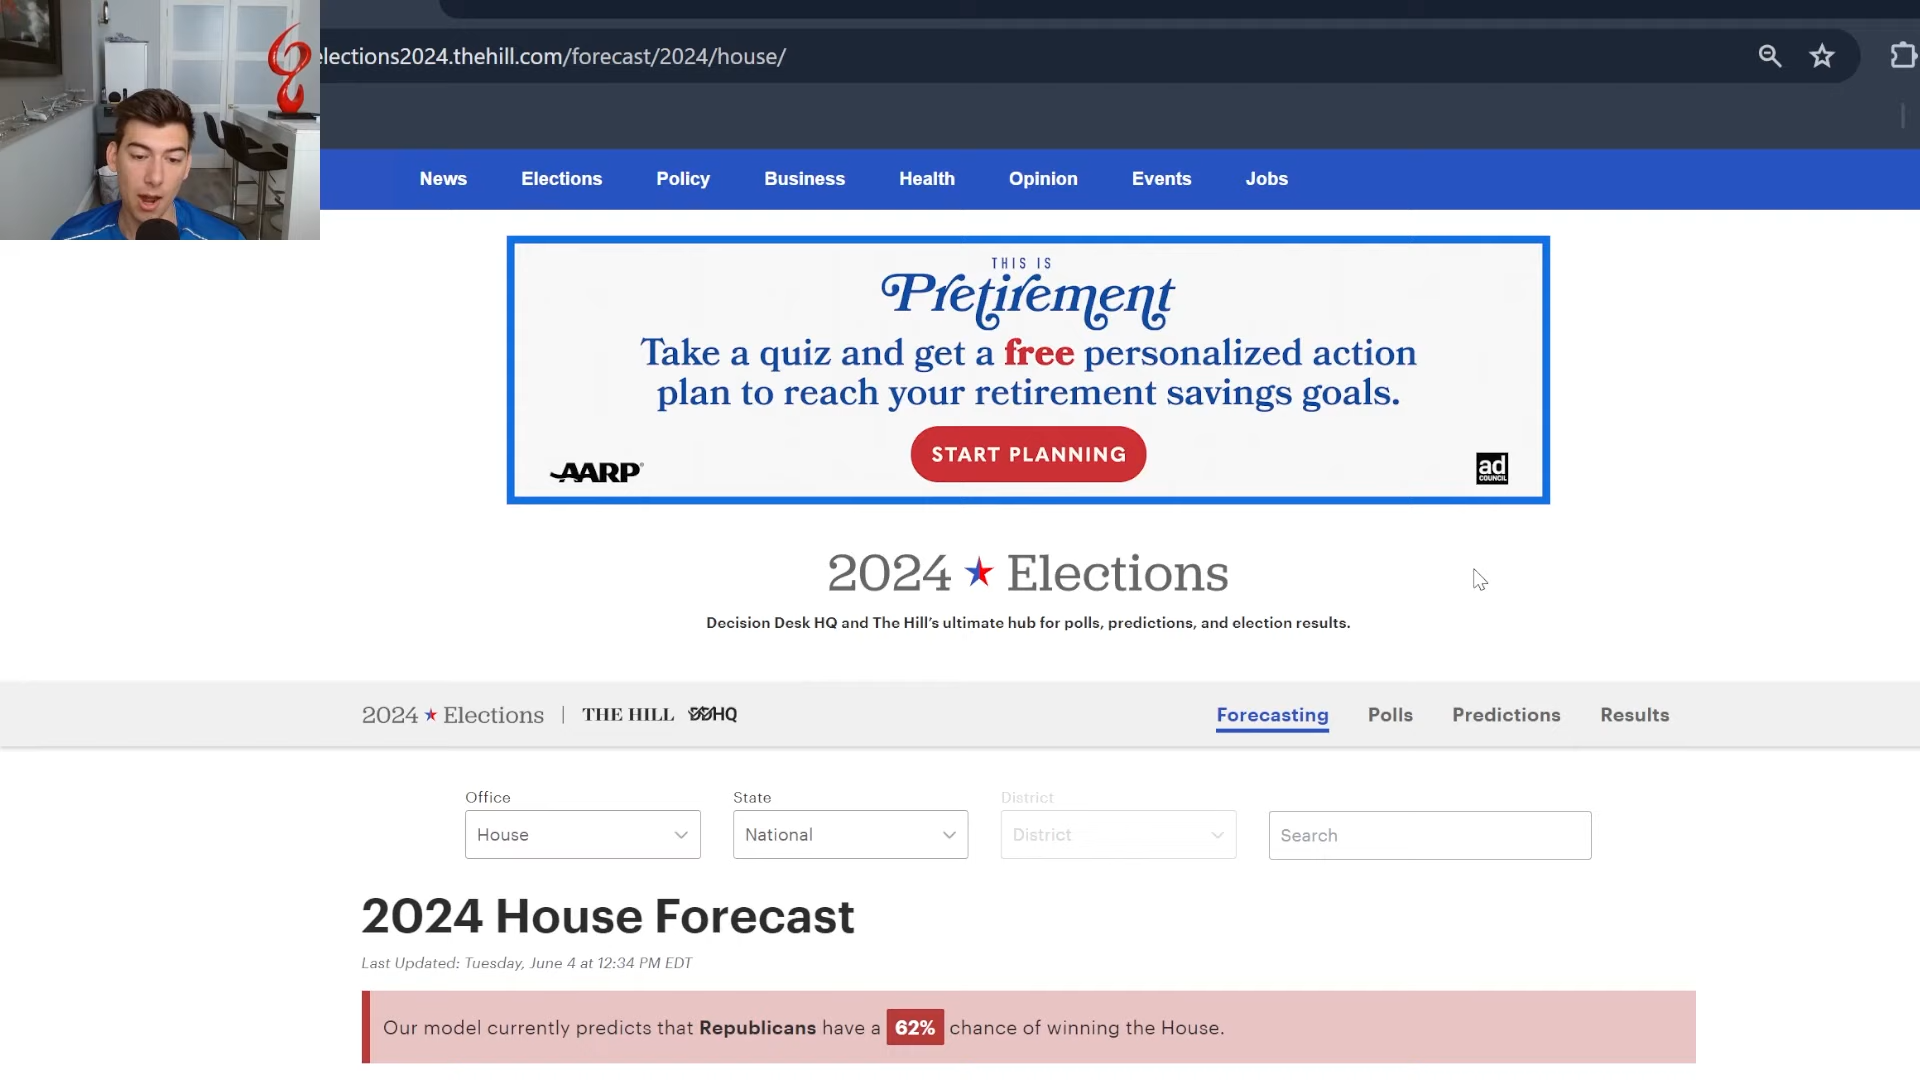 elections2024.thehill.com/forecast/2024/house/
News Elections Policy Business Health Opinion Events Jobs
THIS IS
Pretirement
Take a quiz and get a free personalized action
plan to reach your retirement savings goals.
START PLANNING
AARP
ad
COUNCIL
2024 Elections
Decision Desk HQ and The Hill's ultimate hub for polls, predictions, and election results.
2024 Elections | THE HILL DDHQ Forecasting Polls Predictions Results
Office State District
House National District Search
2024 House Forecast
Last Updated: Tuesday, June 4 at 12:34 PM EDT
Our model currently predicts that Republicans have a 62% chance of winning the House.